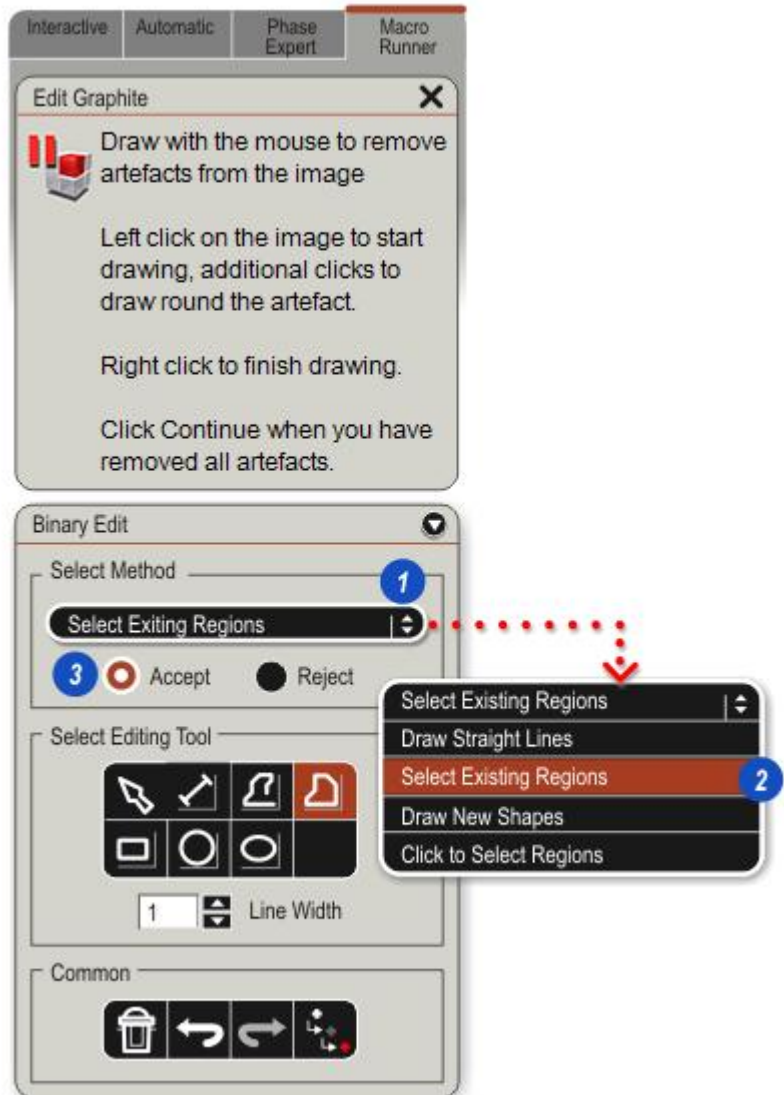 Interactive
Automatic
Phase
Expert
Macro
Runner
Edit Graphite
Draw with the mouse to remove
artefacts from the image
Left click on the image to start
drawing, additional clicks to
draw round the artefact.
Right click to finish drawing.
Click Continue when you have
removed all artefacts.
Binary Edit
Select Method
1
Select Exiting Regions
3
Accept
Reject
Select Existing Regions
Draw Straight Lines
Select Existing Regions
2
Draw New Shapes
Click to Select Regions
Select Editing Tool
1
Line Width
Common